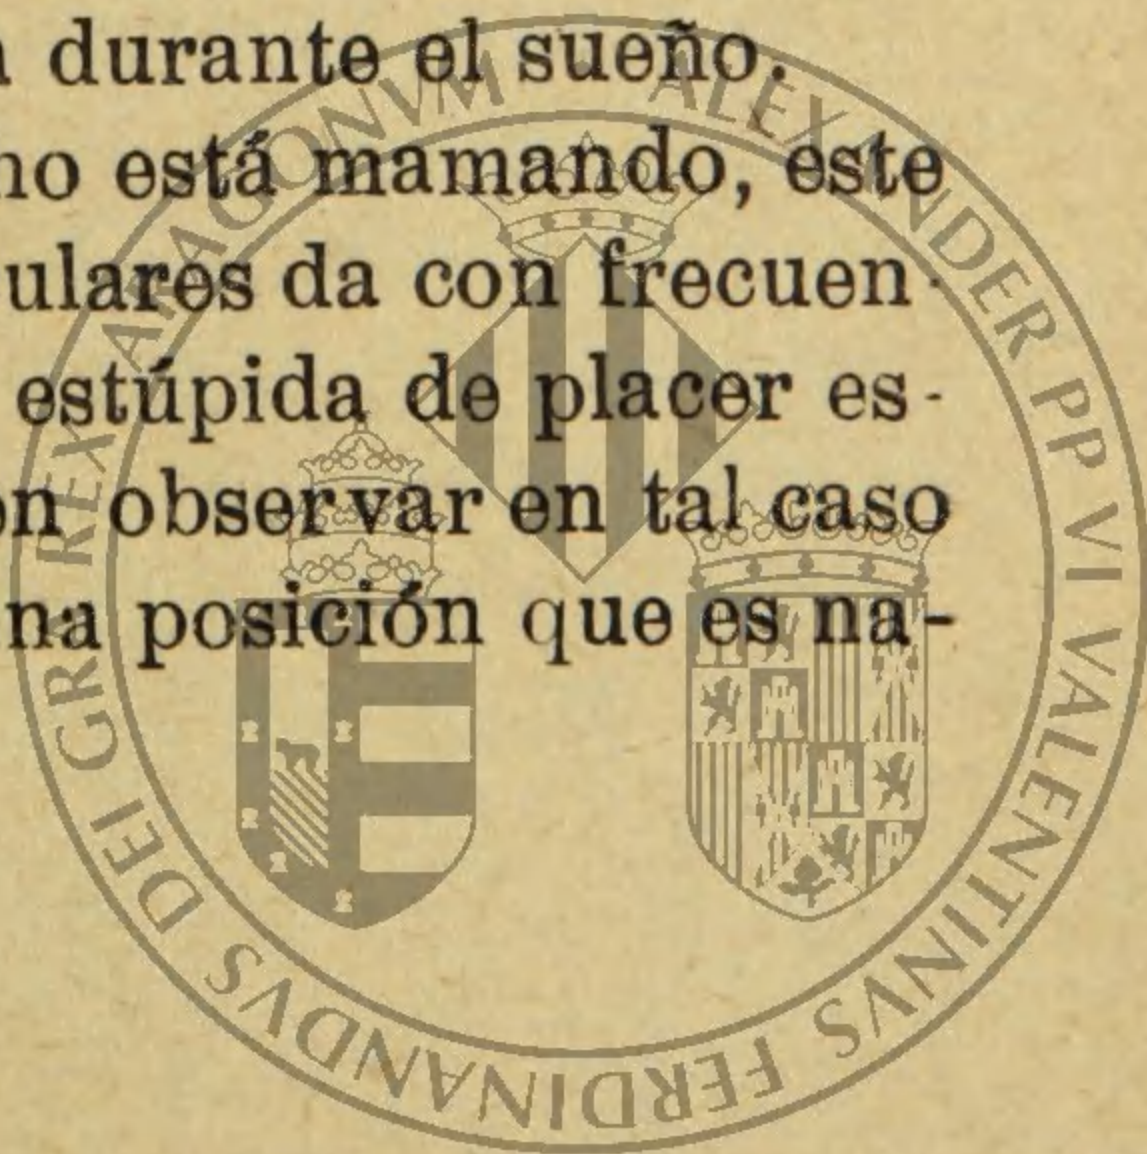 durante el sueño.
no está mamando, este
ulares da con frecuen-
estúpida de placer es-
on observar en tal caso
na posición que es na-
ALEXANDER PP VI VALENTINVS FERDINANDVS DEI GRA REX ARAGONVM